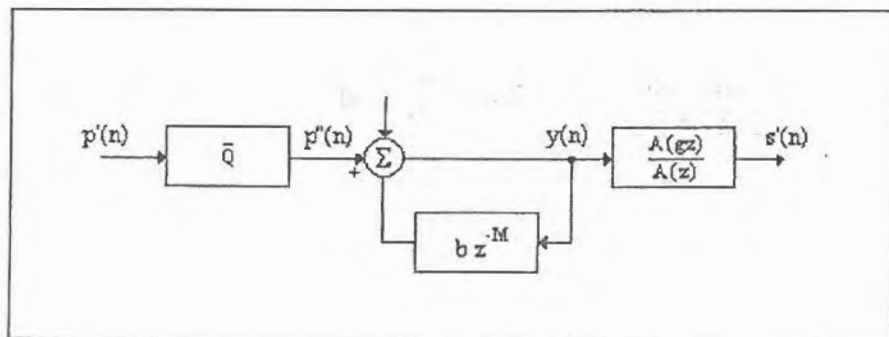 p'(n)
Q̄
p"(n)
+
Σ
y(n)
A(gz)
A(z)
s'(n)
b z^-M